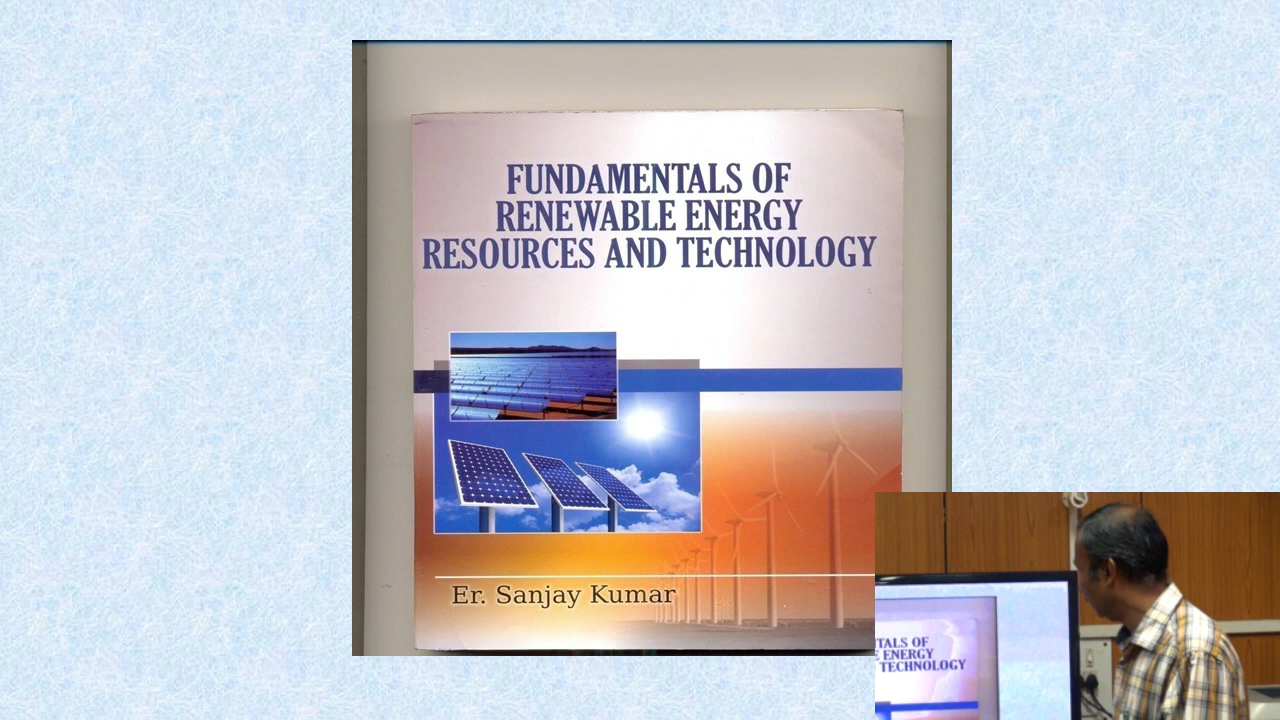 FUNDAMENTALS OF
RENEWABLE ENERGY
RESOURCES AND TECHNOLOGY
Er. Sanjay Kumar
TALS OF
ENERGY
TECHNOLOGY